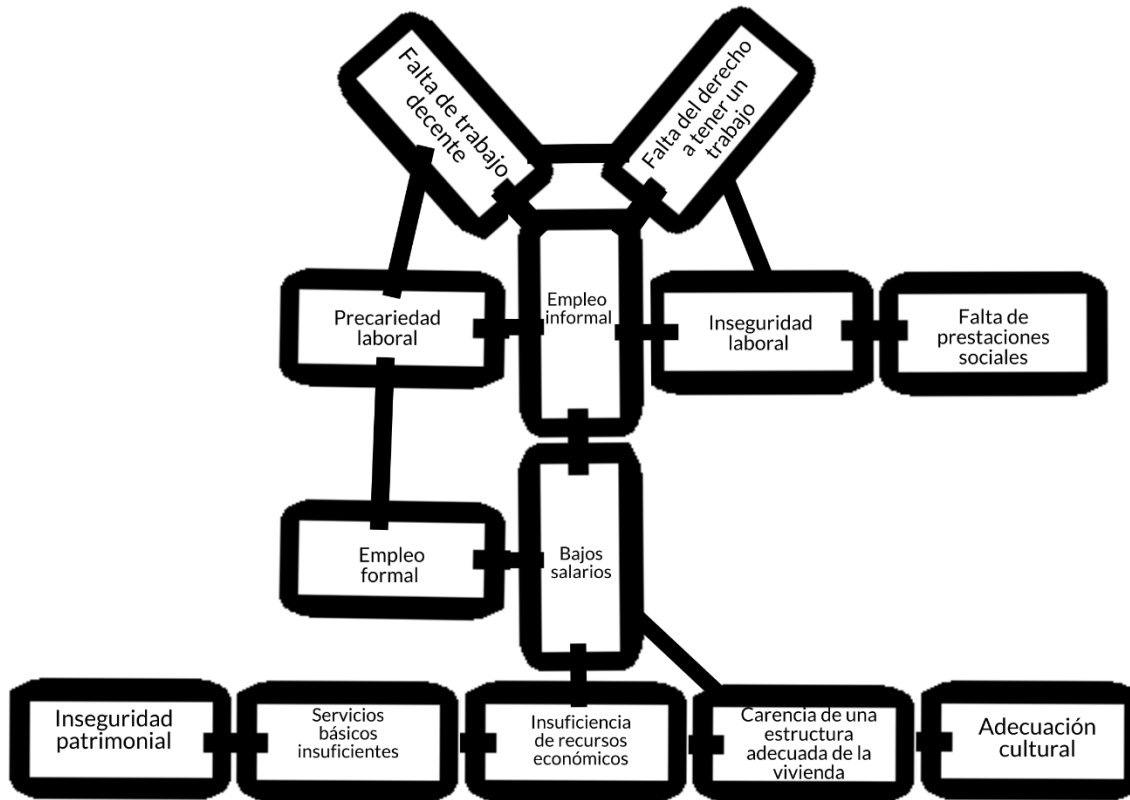 Falta de trabajo
decente
Falta del derecho
a tener un
trabajo
Precariedad
laboral
Empleo
informal
Inseguridad
laboral
Falta de
prestaciones
sociales
Empleo
formal
Bajos
salarios
Inseguridad
patrimonial
Servicios
básicos
insuficientes
Insuficiencia
de recursos
económicos
Carencia de una
estructura
adecuada de la
vivienda
Adecuación
cultural